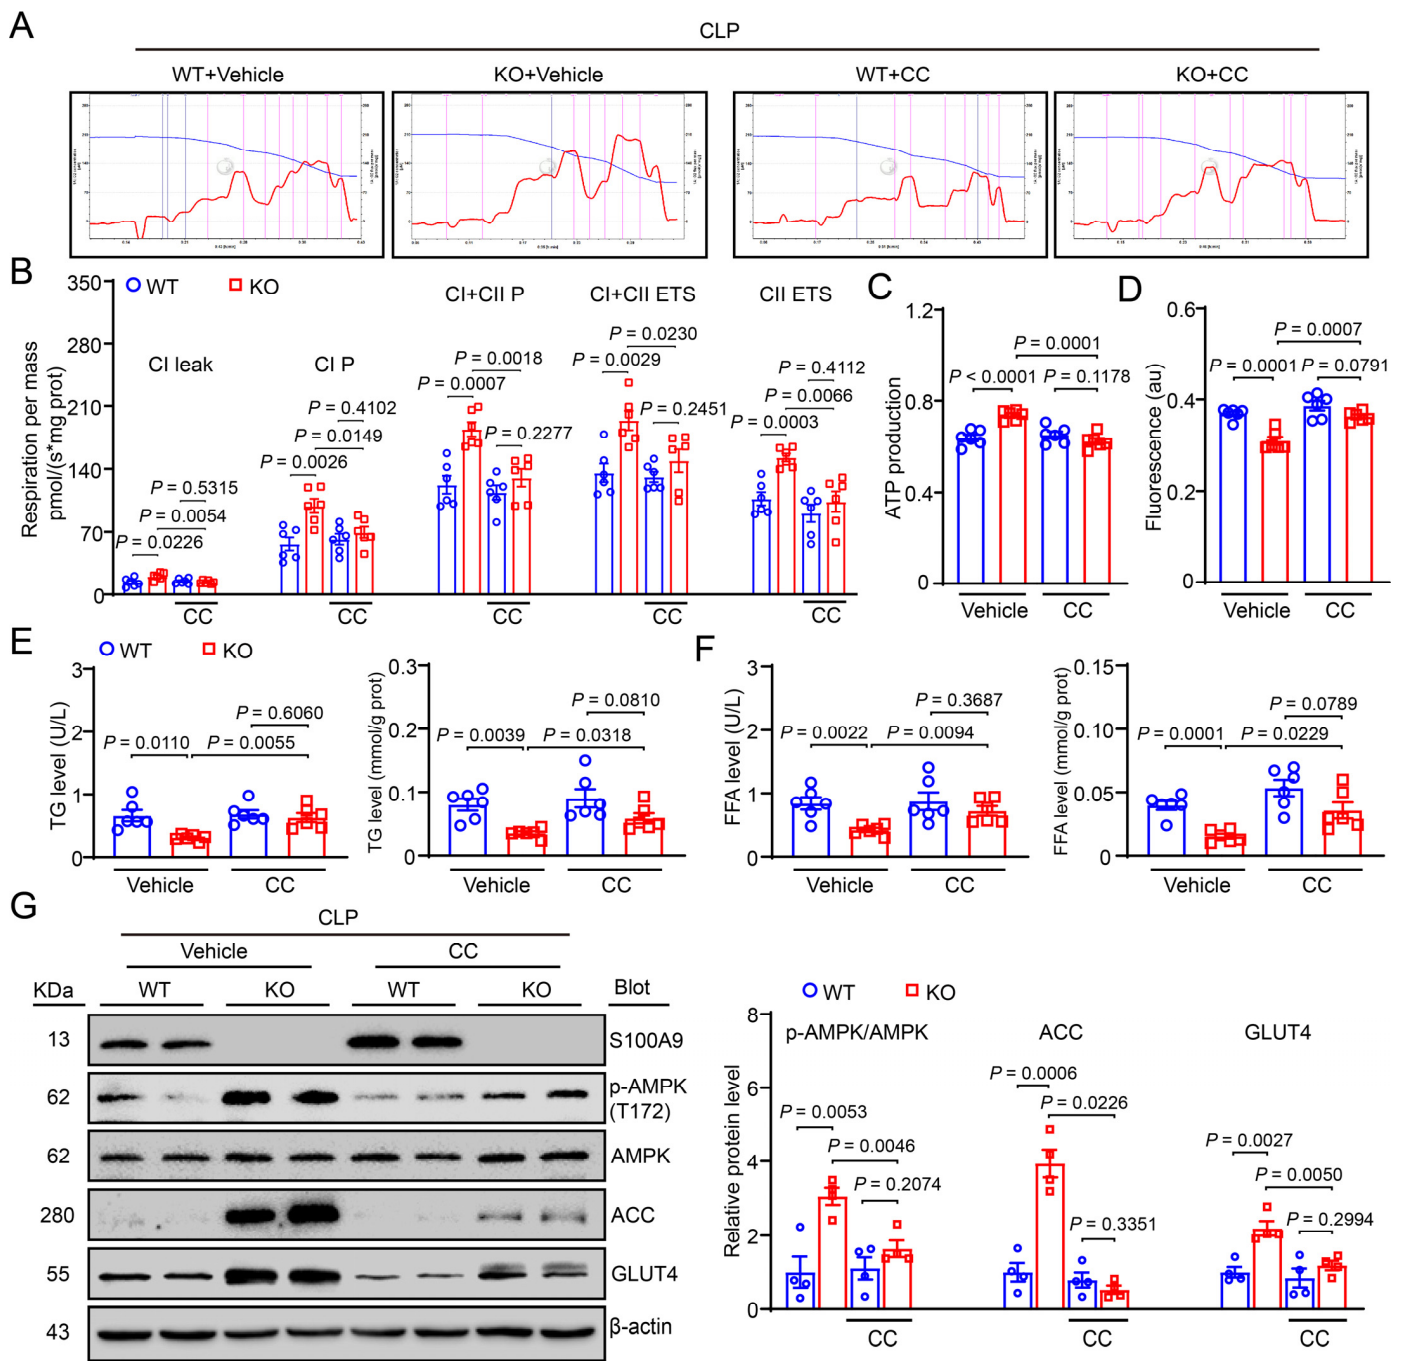 A
CLP
WT+Vehicle
KO+Vehicle
WT+CC
KO+CC
B
WT
KO
Respiration per mass
pmol/(s*mg prot)
350
280
210
140
70
0
CI leak
P = 0.5315
P = 0.0054
P = 0.0226
CC
CI P
P = 0.4102
P = 0.0149
P = 0.0026
CC
CI+CII P
P = 0.0018
P = 0.0007
P = 0.2277
CC
CI+CII ETS
P = 0.0230
P = 0.0029
P = 0.2451
CC
CII ETS
P = 0.4112
P = 0.0066
P = 0.0003
CC
C
ATP production
1.2
0.8
0.4
0
P = 0.0001
P < 0.0001
P = 0.1178
Vehicle
CC
D
Fluorescence (au)
0.6
0.4
0.2
0
P = 0.0007
P = 0.0001
P = 0.0791
Vehicle
CC
E
WT
KO
TG level (U/L)
3
2
1
0
P = 0.6060
P = 0.0110
P = 0.0055
Vehicle
CC
TG level (mmol/g prot)
0.3
0.2
0.1
0
P = 0.0810
P = 0.0039
P = 0.0318
Vehicle
CC
F
FFA level (U/L)
3
2
1
0
P = 0.3687
P = 0.0022
P = 0.0094
Vehicle
CC
FFA level (mmol/g prot)
0.15
0.10
0.05
0
P = 0.0789
P = 0.0001
P = 0.0229
Vehicle
CC
G
CLP
Vehicle
CC
KDa
WT
KO
WT
KO
Blot
13
S100A9
62
p-AMPK
(T172)
62
AMPK
280
ACC
55
GLUT4
43
β-actin
WT
KO
Relative protein level
8
6
4
2
0
p-AMPK/AMPK
P = 0.0053
P = 0.0046
P = 0.2074
CC
ACC
P = 0.0006
P = 0.0226
P = 0.3351
CC
GLUT4
P = 0.0027
P = 0.0050
P = 0.2994
CC